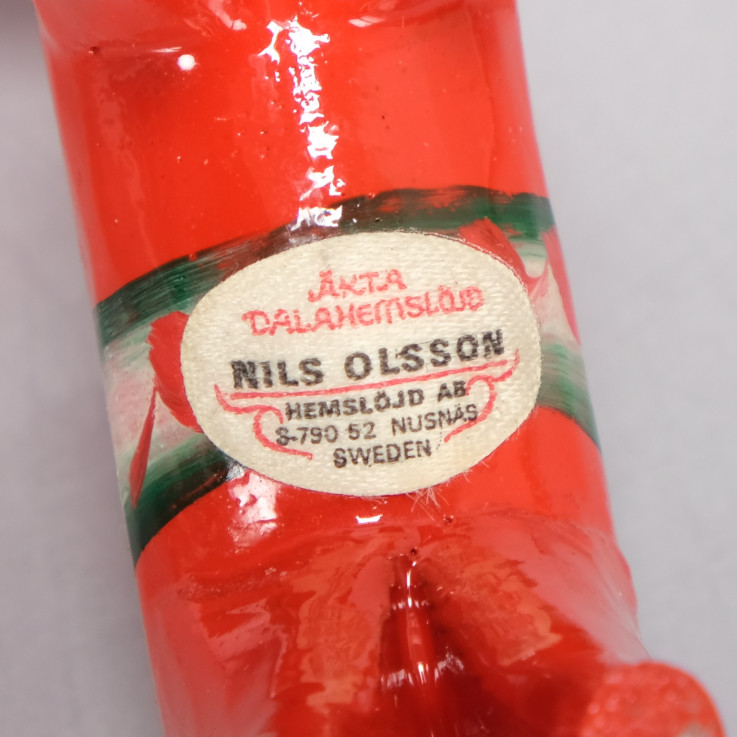 ÄKTA
DALAHEMSLÖJD
NILS OLSSON
HEMSLÖJD AB
S-790 52 NUSNÄS
SWEDEN